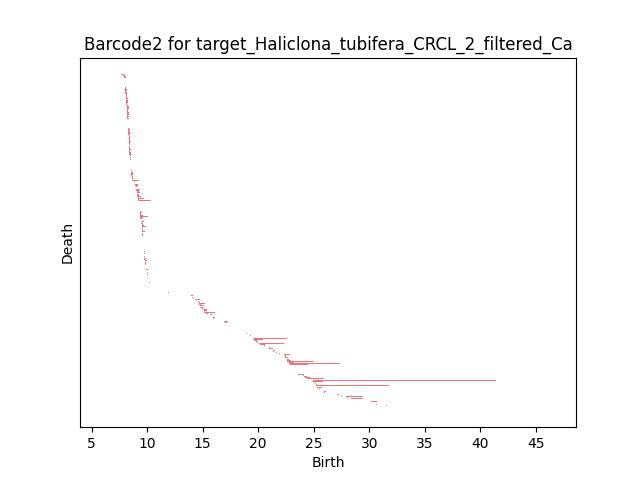 Barcode2 for target_Haliclona_tubifera_CRCL_2_filtered_Ca
Death
5 10 15 20 25 30 35 40 45
Birth